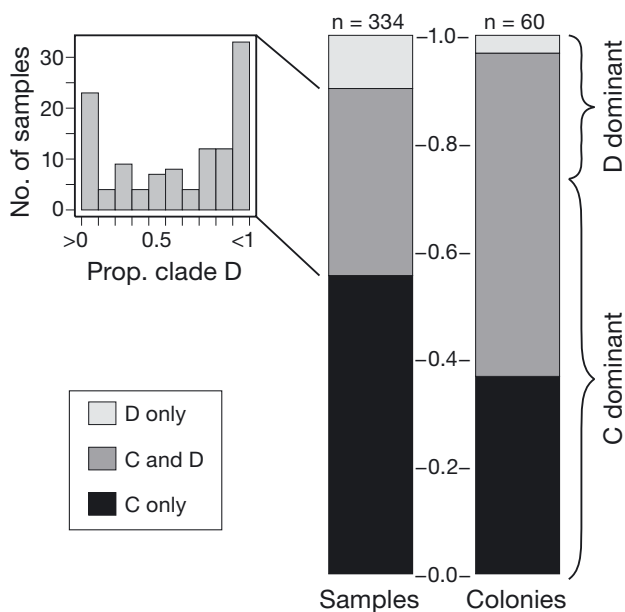 n = 334
n = 60
No. of samples
30
20
10
0
>0
0.5
<1
Prop. clade D
–1.0–
–0.8–
–0.6–
–0.4–
–0.2–
–0.0–
D dominant
C dominant
D only
C and D
C only
Samples
Colonies